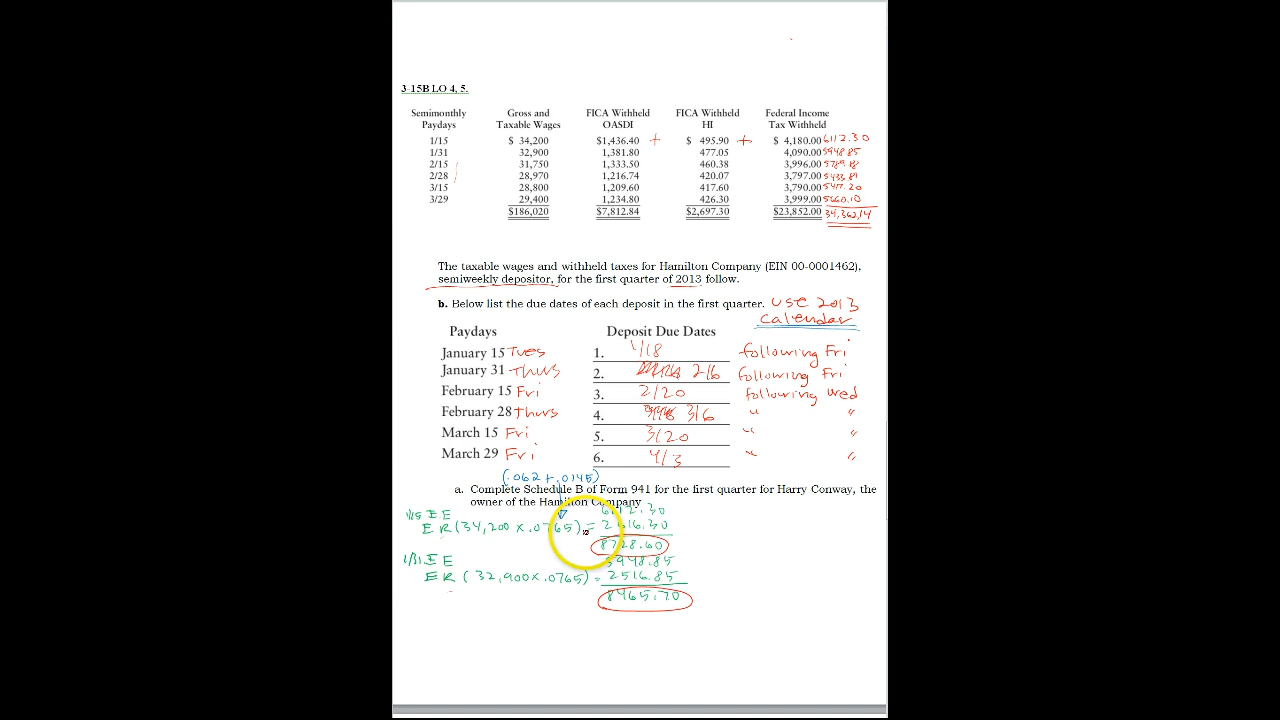 3-15B LO 4, 5.
Semimonthly Gross and FICA Withheld FICA Withheld Federal Income
Paydays Taxable Wages OASDI HI Tax Withheld
1/15 $ 34,200 $1,436.40 + $ 495.90 + $ 4,180.00 6112.30
1/31 32,900 1,381.80 477.05 4,090.00 5948.85
2/15 31,750 1,333.50 460.38 3,996.00 5789.88
2/28 28,970 1,216.74 420.07 3,797.00 5433.81
3/15 28,800 1,209.60 417.60 3,790.00 5417.20
3/29 29,400 1,234.80 426.30 3,999.00 5660.10
$186,020 $7,812.84 $2,697.30 $23,852.00 34,362.14
The taxable wages and withheld taxes for Hamilton Company (EIN 00-0001462),
semiweekly depositor, for the first quarter of 2013 follow.
b. Below list the due dates of each deposit in the first quarter. use 2013
calendar
Paydays Deposit Due Dates
January 15 Tues 1. 1/18 following Fri
January 31 Thurs 2. 2/6 following Fri
February 15 Fri 3. 2/20 following Wed
February 28 Thurs 4. 3/6 " "
March 15 Fri 5. 3/20 " "
March 29 Fri 6. 4/3 " "
(.062 + .0145)
a. Complete Schedule B of Form 941 for the first quarter for Harry Conway, the
owner of the Hamilton Company
1/15 EE 6112.30
ER (34,200 x .0765) = 2616.30
8728.60
1/31 EE 5948.85
ER (32,900 x .0765) = 2516.85
8465.70